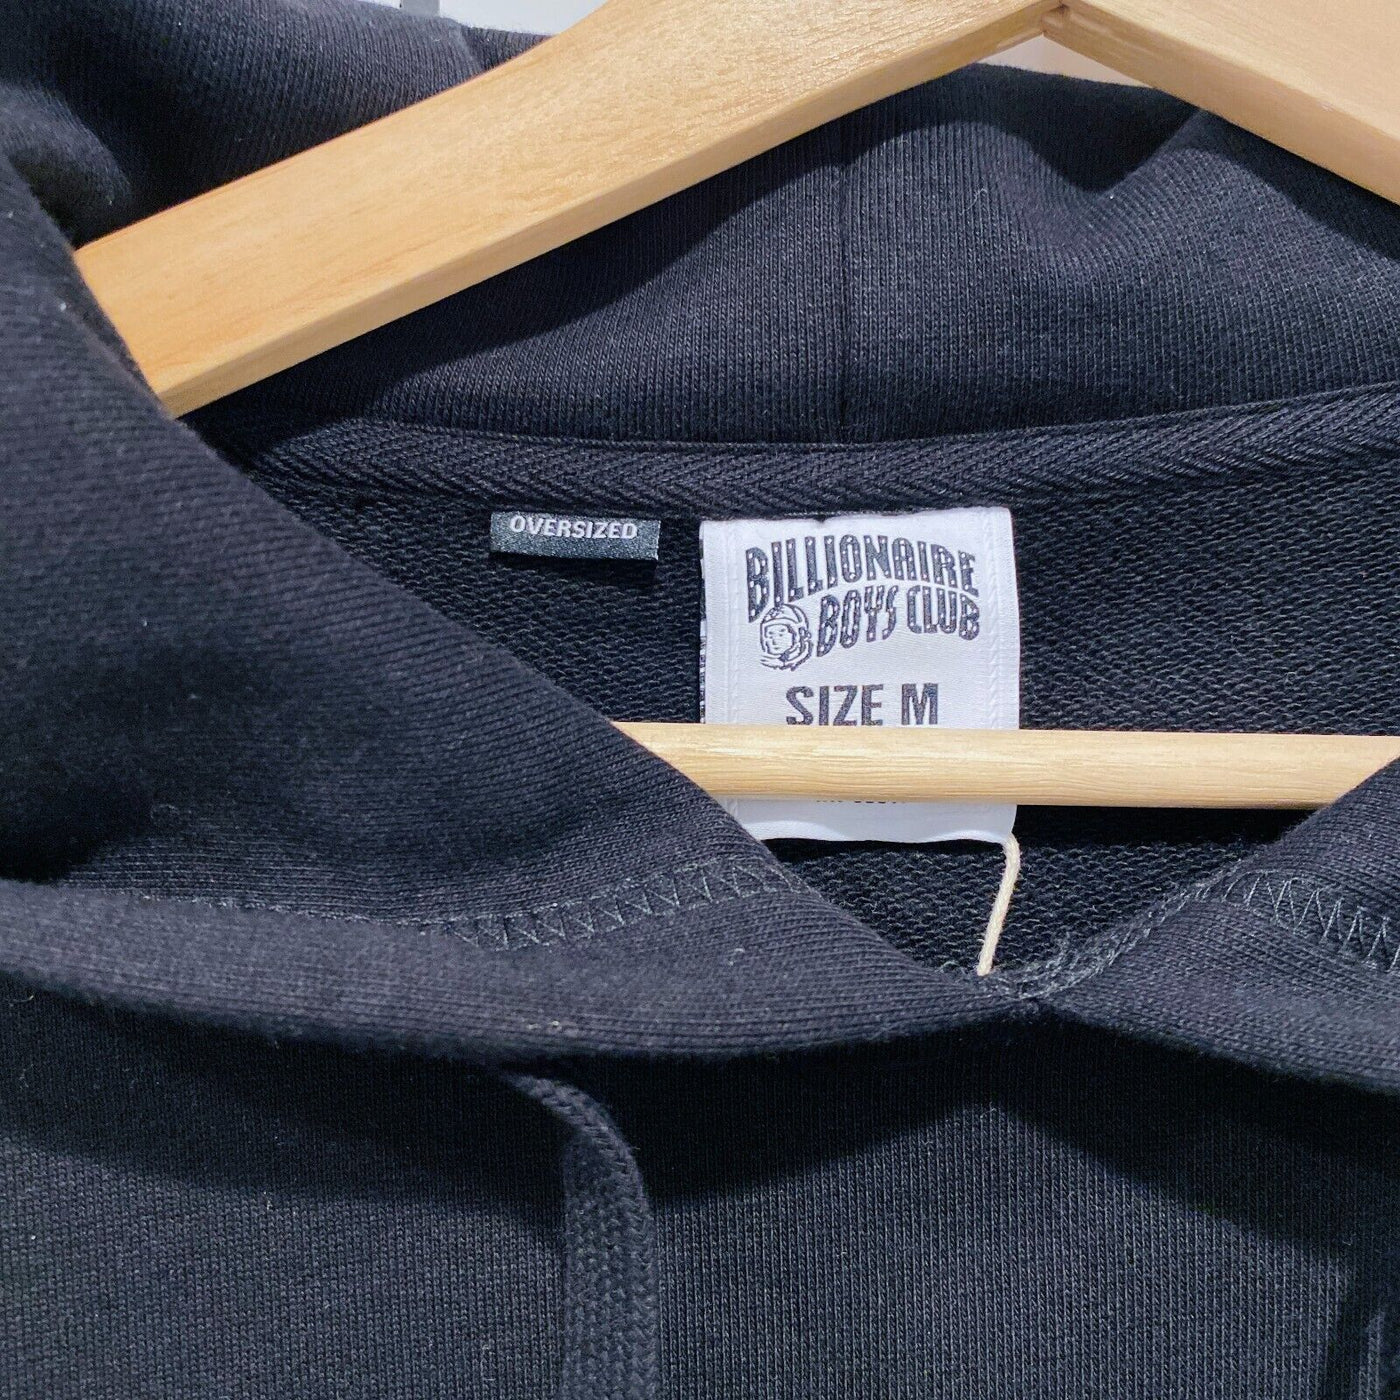 OVERSIZED
BILLIONAIRE
BOYS CLUB
SIZE M